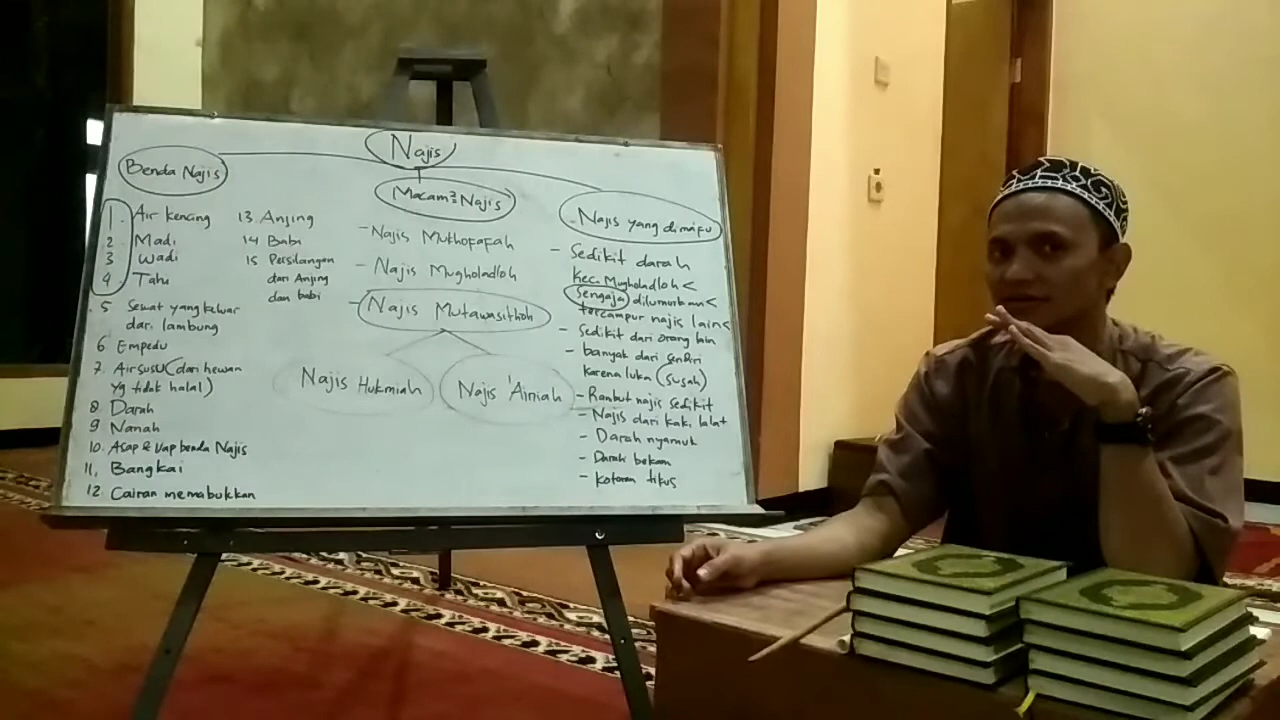 Najis
Benda Najis
1. Air kencing
2 Madi
3 Wadi
4 Tahi
5 Sesuatu yang keluar
dari lambung
6 Empedu
7. Air susu (dari hewan
yg tidak halal)
8. Darah
9 Nanah
10. Asap & Uap benda Najis
11, Bangkai
12 Cairan memabukkan
13. Anjing
14 Babi
15 Persilangan
dari Anjing
dan babi
Macam² Najis
- Najis Mukhofafah
- Najis Mugholadloh
- Najis Mutawasithoh
Najis Hukmiah
Najis 'Ainiah
Najis yang dimafu
- Sedikit darah
kec. Mugholadloh <
Sengaja dilumurkan <
tercampur najis lain <
- Sedikit dari orang lain
- banyak dari sendiri
karena luka (Susah)
- Rambut najis sedikit
- Najis dari kaki lalat
- Darah nyamuk
- Darah bekam
- kotoran tikus